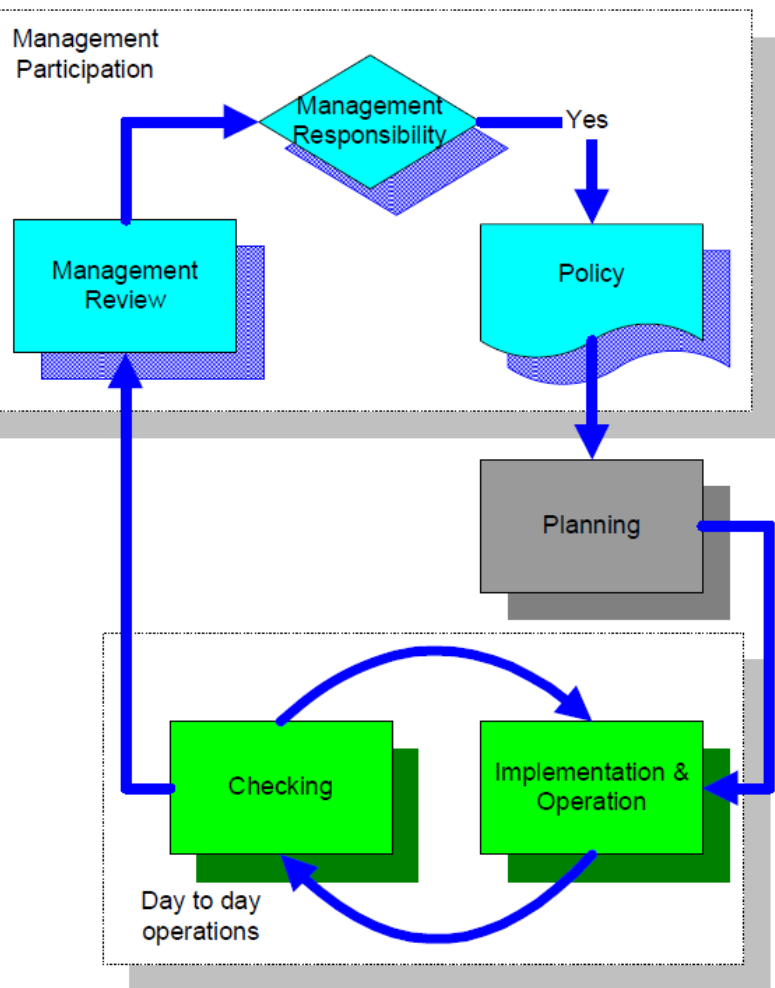 Management
Participation
Management
Responsibility
Yes
Management
Review
Policy
Planning
Checking
Implementation &
Operation
Day to day
operations